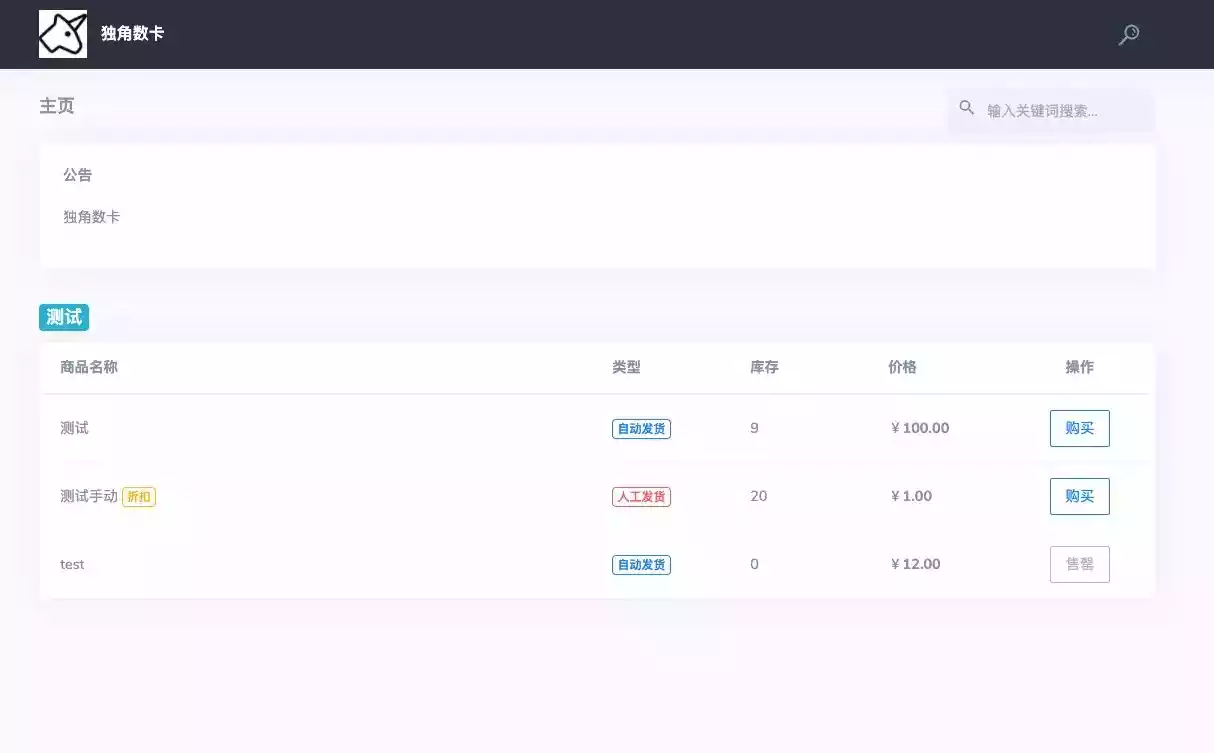 独角数卡
主页
输入关键词搜索...
公告
独角数卡
测试
商品名称 类型 库存 价格 操作
测试 自动发货 9 ¥ 100.00 购买
测试手动 折扣 人工发货 20 ¥ 1.00 购买
test 自动发货 0 ¥ 12.00 售罄